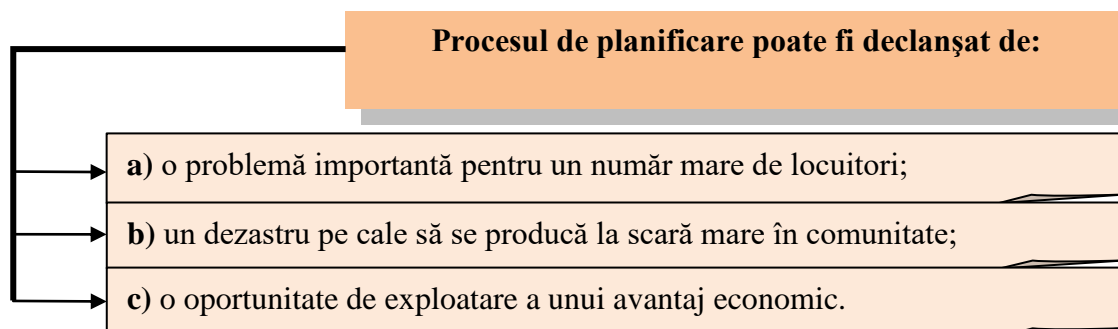 Procesul de planificare poate fi declanşat de:
a) o problemă importantă pentru un număr mare de locuitori;
b) un dezastru pe cale să se producă la scară mare în comunitate;
c) o oportunitate de exploatare a unui avantaj economic.